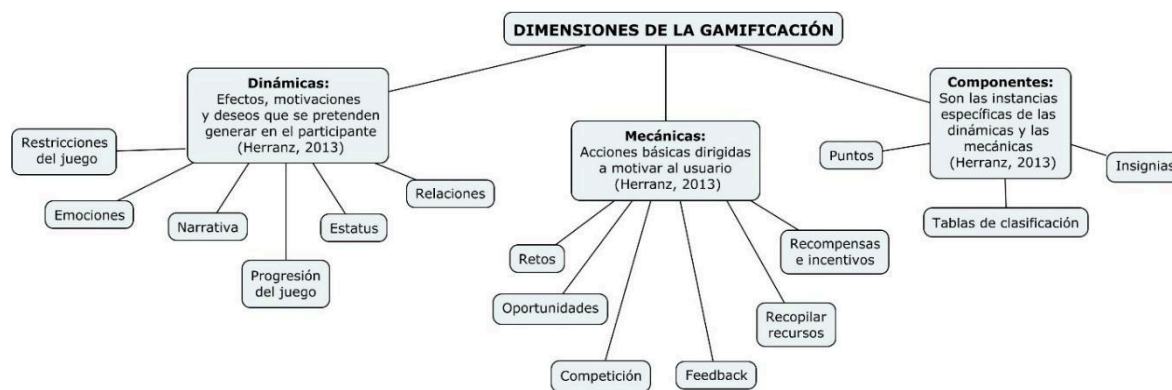 DIMENSIONES DE LA GAMIFICACIÓN
Dinámicas:
Efectos, motivaciones
y deseos que se pretenden
generar en el participante
(Herranz, 2013)
Restricciones
del juego
Emociones
Narrativa
Progresión
del juego
Estatus
Relaciones
Mecánicas:
Acciones básicas dirigidas
a motivar al usuario
(Herranz, 2013)
Retos
Oportunidades
Competición
Feedback
Recopilar
recursos
Recompensas
e incentivos
Componentes:
Son las instancias
específicas de las
dinámicas y las
mecánicas
(Herranz, 2013)
Puntos
Tablas de clasificación
Insignias